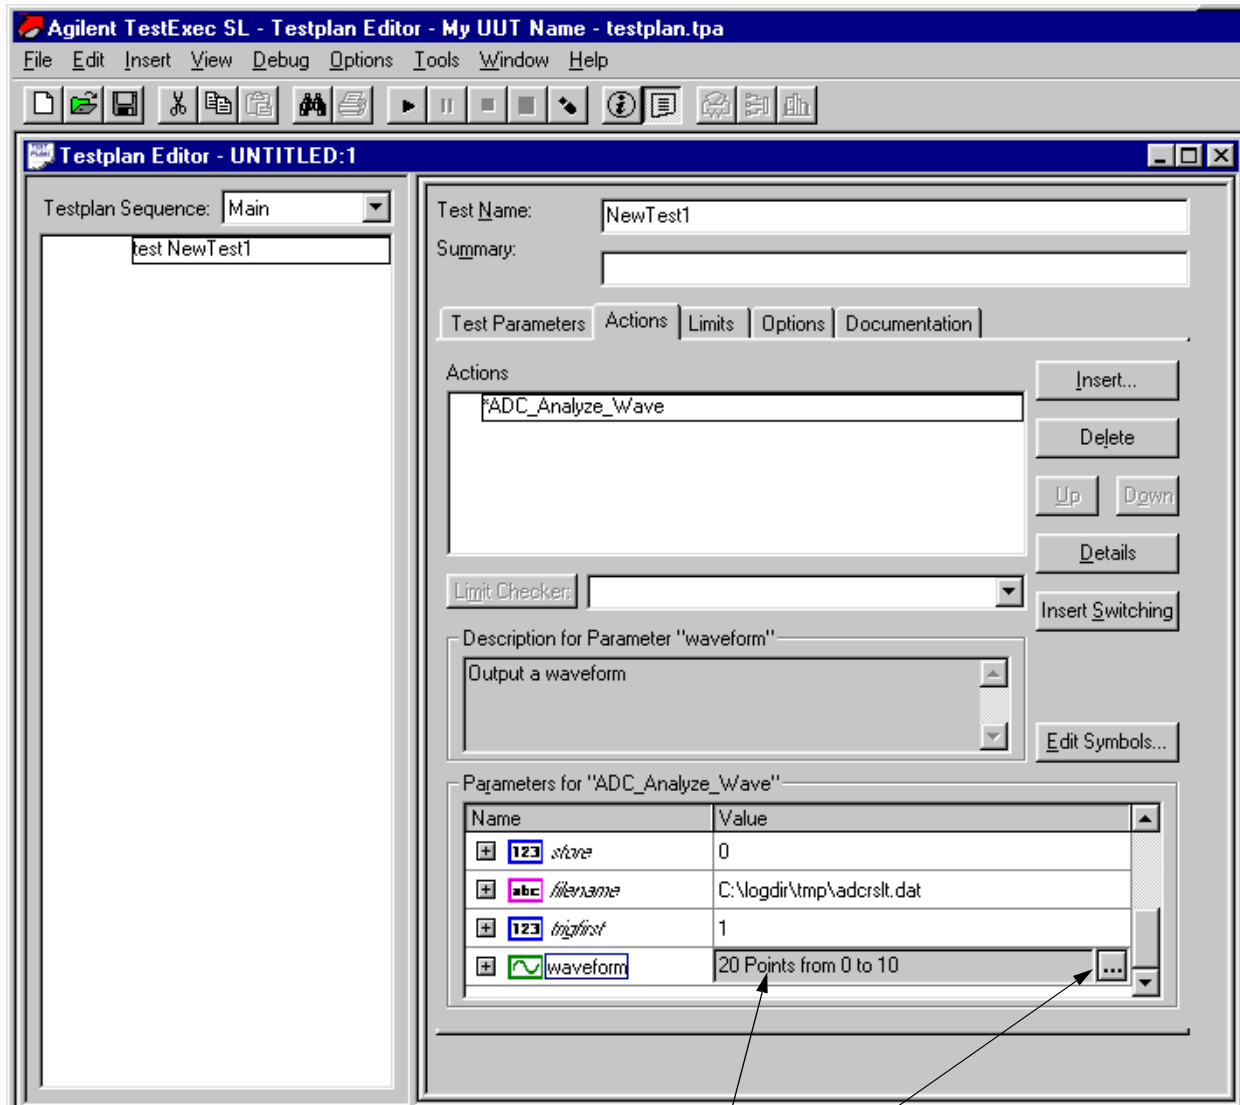 Agilent TestExec SL - Testplan Editor - My UUT Name - testplan.tpa
File Edit Insert View Debug Options Tools Window Help
Testplan Editor - UNTITLED:1
Testplan Sequence: Main
test NewTest1
Test Name: NewTest1
Summary:
Test Parameters Actions Limits Options Documentation
Actions
*ADC_Analyze_Wave
Insert...
Delete
Up Down
Details
Limit Checker:
Insert Switching
Description for Parameter "waveform"
Output a waveform
Edit Symbols...
Parameters for "ADC_Analyze_Wave"
Name Value
123 store 0
abc filename C:\logdir\tmp\adcrslt.dat
123 trigfirst 1
waveform 20 Points from 0 to 10 ...